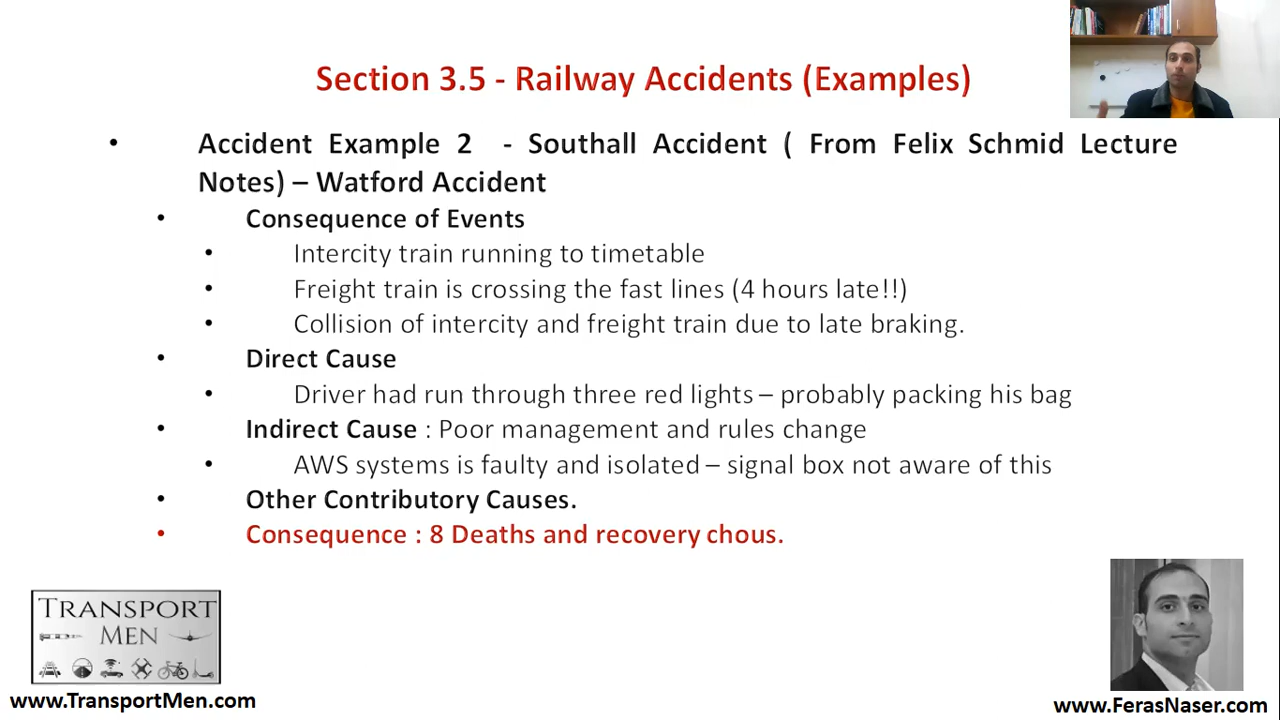 Section 3.5 - Railway Accidents (Examples)
• Accident Example 2 - Southall Accident ( From Felix Schmid Lecture
Notes) – Watford Accident
• Consequence of Events
• Intercity train running to timetable
• Freight train is crossing the fast lines (4 hours late!!)
• Collision of intercity and freight train due to late braking.
• Direct Cause
• Driver had run through three red lights – probably packing his bag
• Indirect Cause : Poor management and rules change
• AWS systems is faulty and isolated – signal box not aware of this
• Other Contributory Causes.
• Consequence : 8 Deaths and recovery chous.
TRANSPORT
MEN
www.TransportMen.com
www.FerasNaser.com